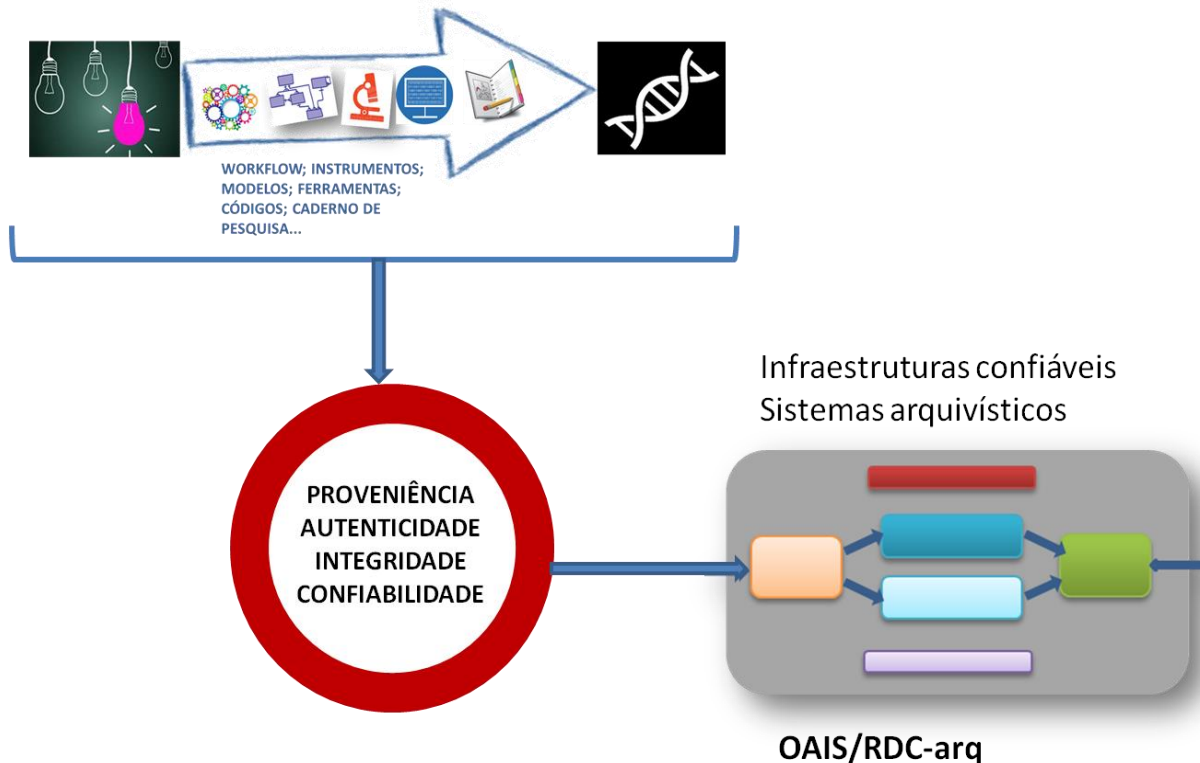 WORKFLOW; INSTRUMENTOS;
MODELOS; FERRAMENTAS;
CÓDIGOS; CADERNO DE
PESQUISA...
Infraestruturas confiáveis
Sistemas arquivísticos
PROVENIÊNCIA
AUTENTICIDADE
INTEGRIDADE
CONFIABILIDADE
OAIS/RDC-arq